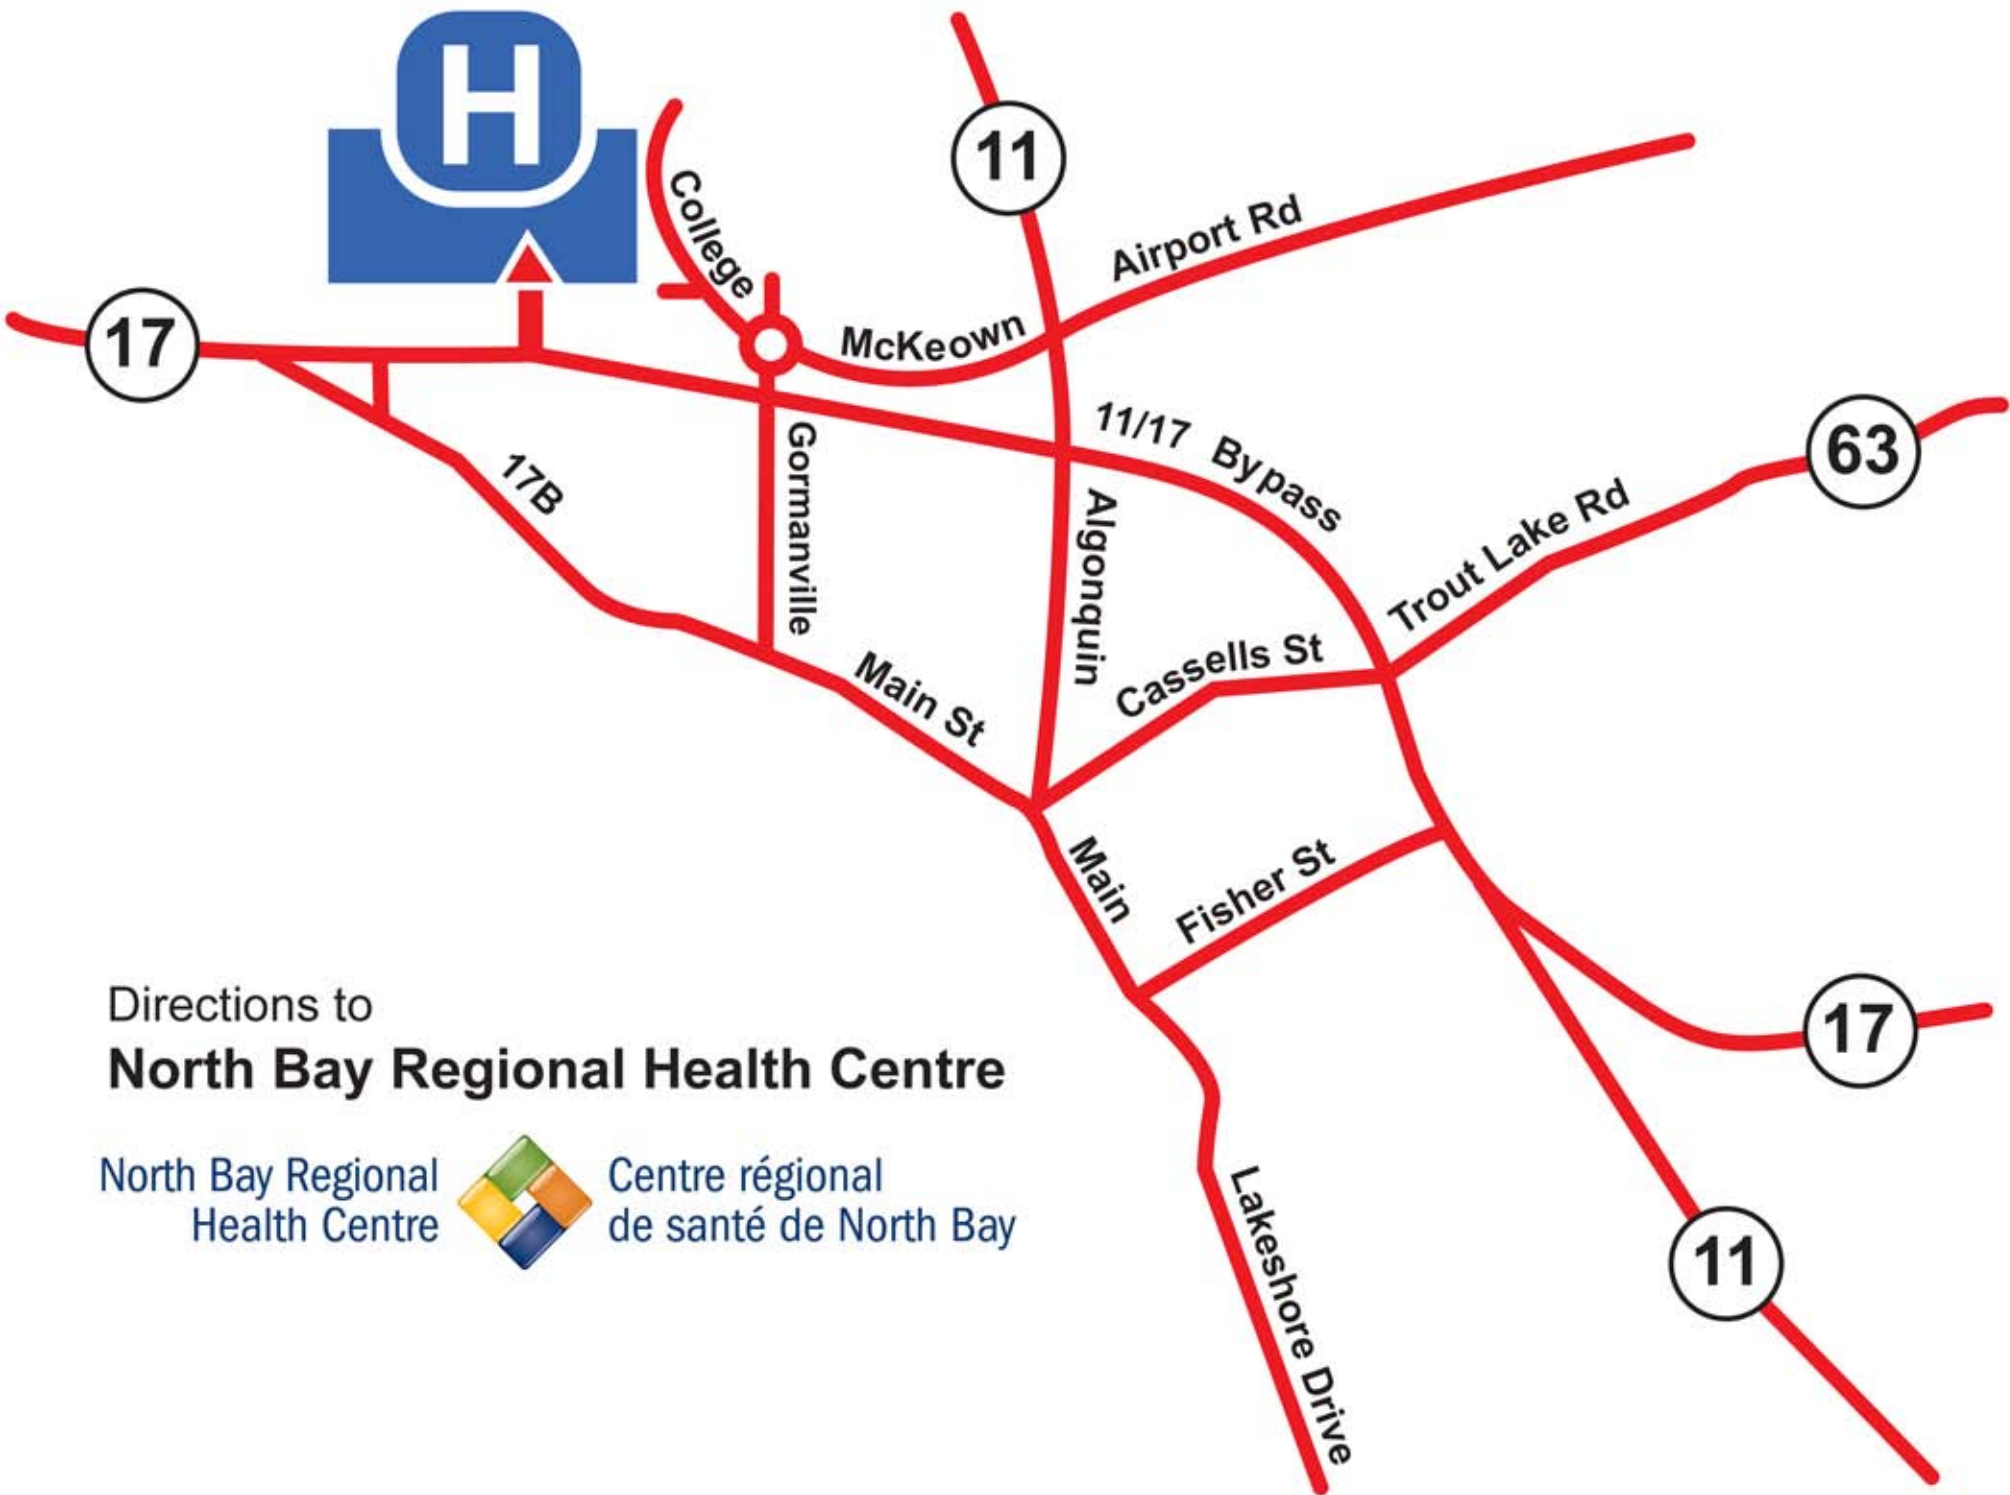 H
11
College
Airport Rd
17
McKeown
11/17 Bypass
63
17B
Gormanville
Algonquin
Trout Lake Rd
Cassells St
Main St
Main
Fisher St
Directions to
North Bay Regional Health Centre
17
North Bay Regional
Health Centre
Centre régional
de santé de North Bay
Lakeshore Drive
11